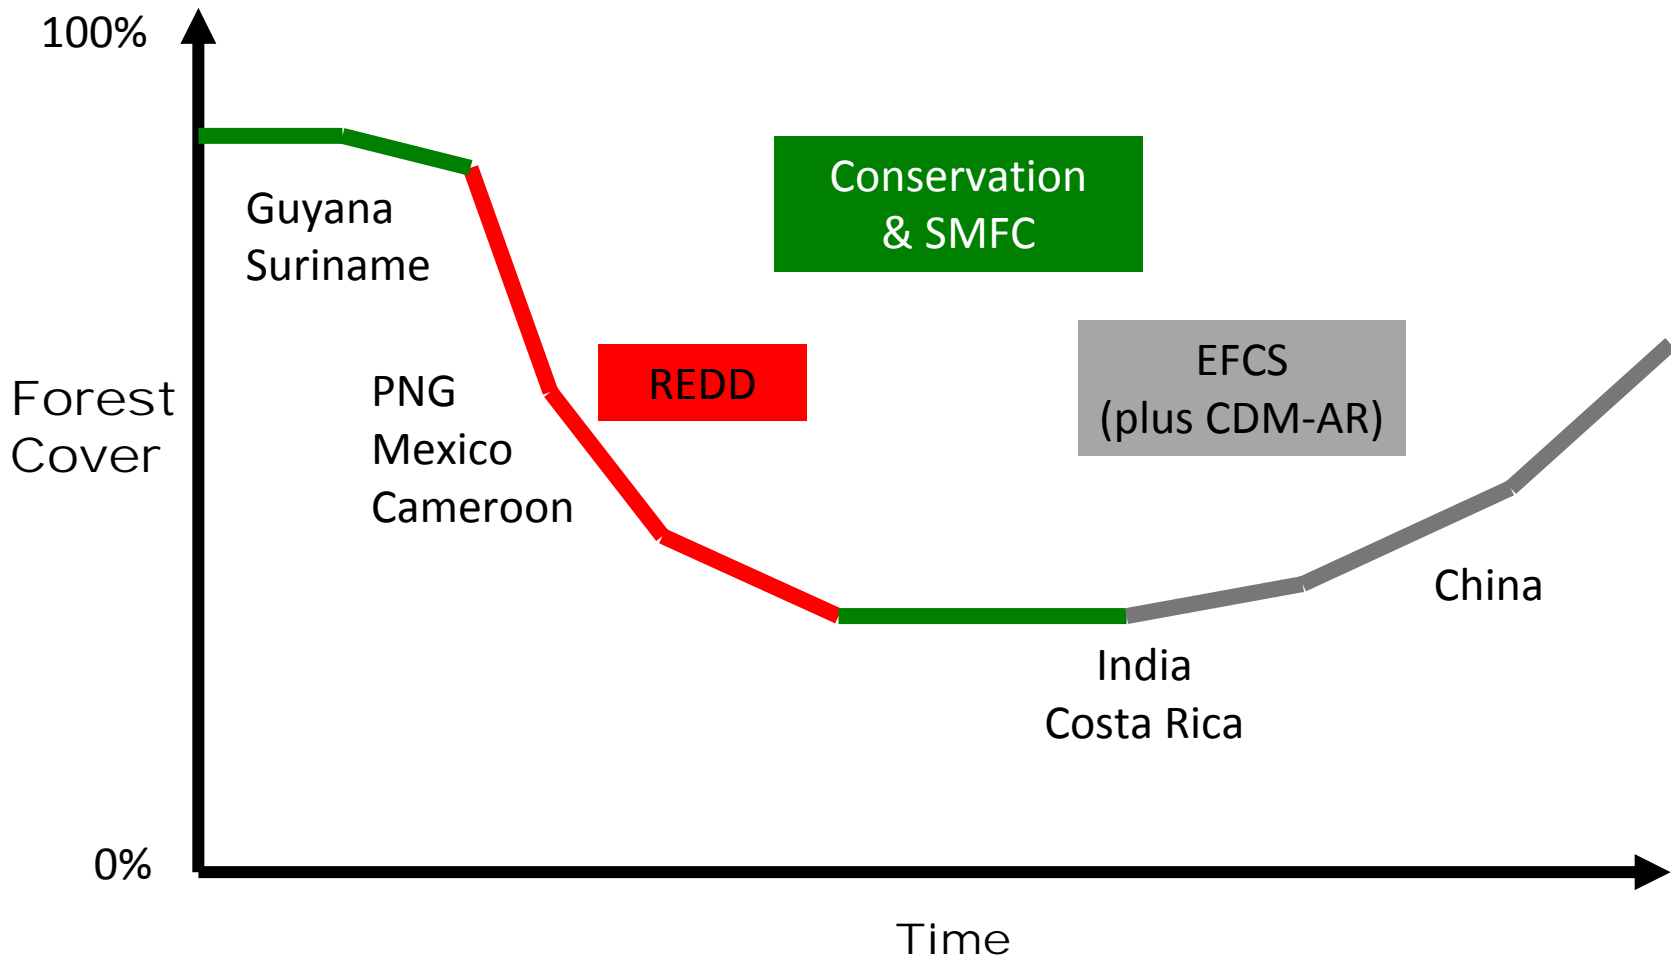 100%
Guyana
Suriname
Conservation
& SMFC
PNG
Mexico
Cameroon
REDD
EFCS
(plus CDM-AR)
Forest
Cover
China
India
Costa Rica
0%
Time